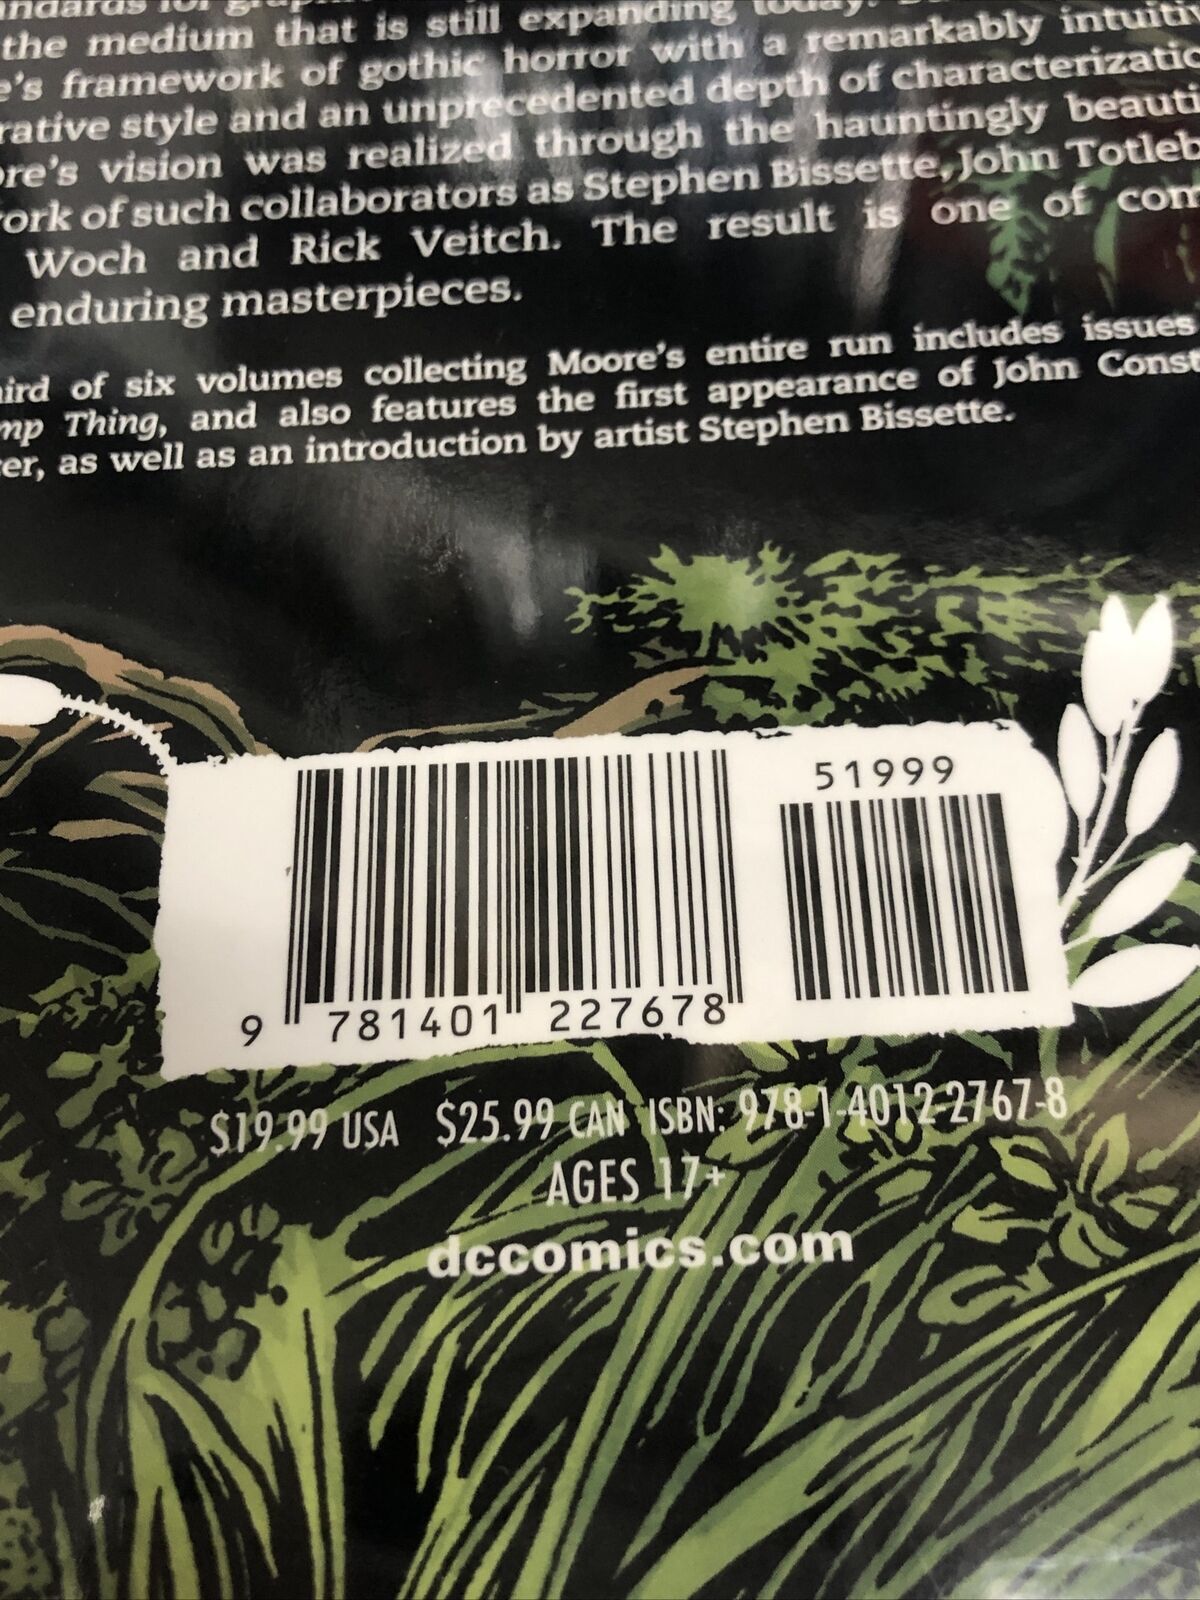 the medium that is still expanding today.
e's framework of gothic horror with a remarkably intuiti
rative style and an unprecedented depth of characterizatio
ore's vision was realized through the hauntingly beauti
ork of such collaborators as Stephen Bissette, John Totleb
Woch and Rick Veitch. The result is one of com
enduring masterpieces.
hird of six volumes collecting Moore's entire run includes issues
mp Thing, and also features the first appearance of John Const
er, as well as an introduction by artist Stephen Bissette.
51999
9 781401 227678
$19.99 USA $25.99 CAN ISBN: 978-1-4012-2767-8
AGES 17+
dccomics.com